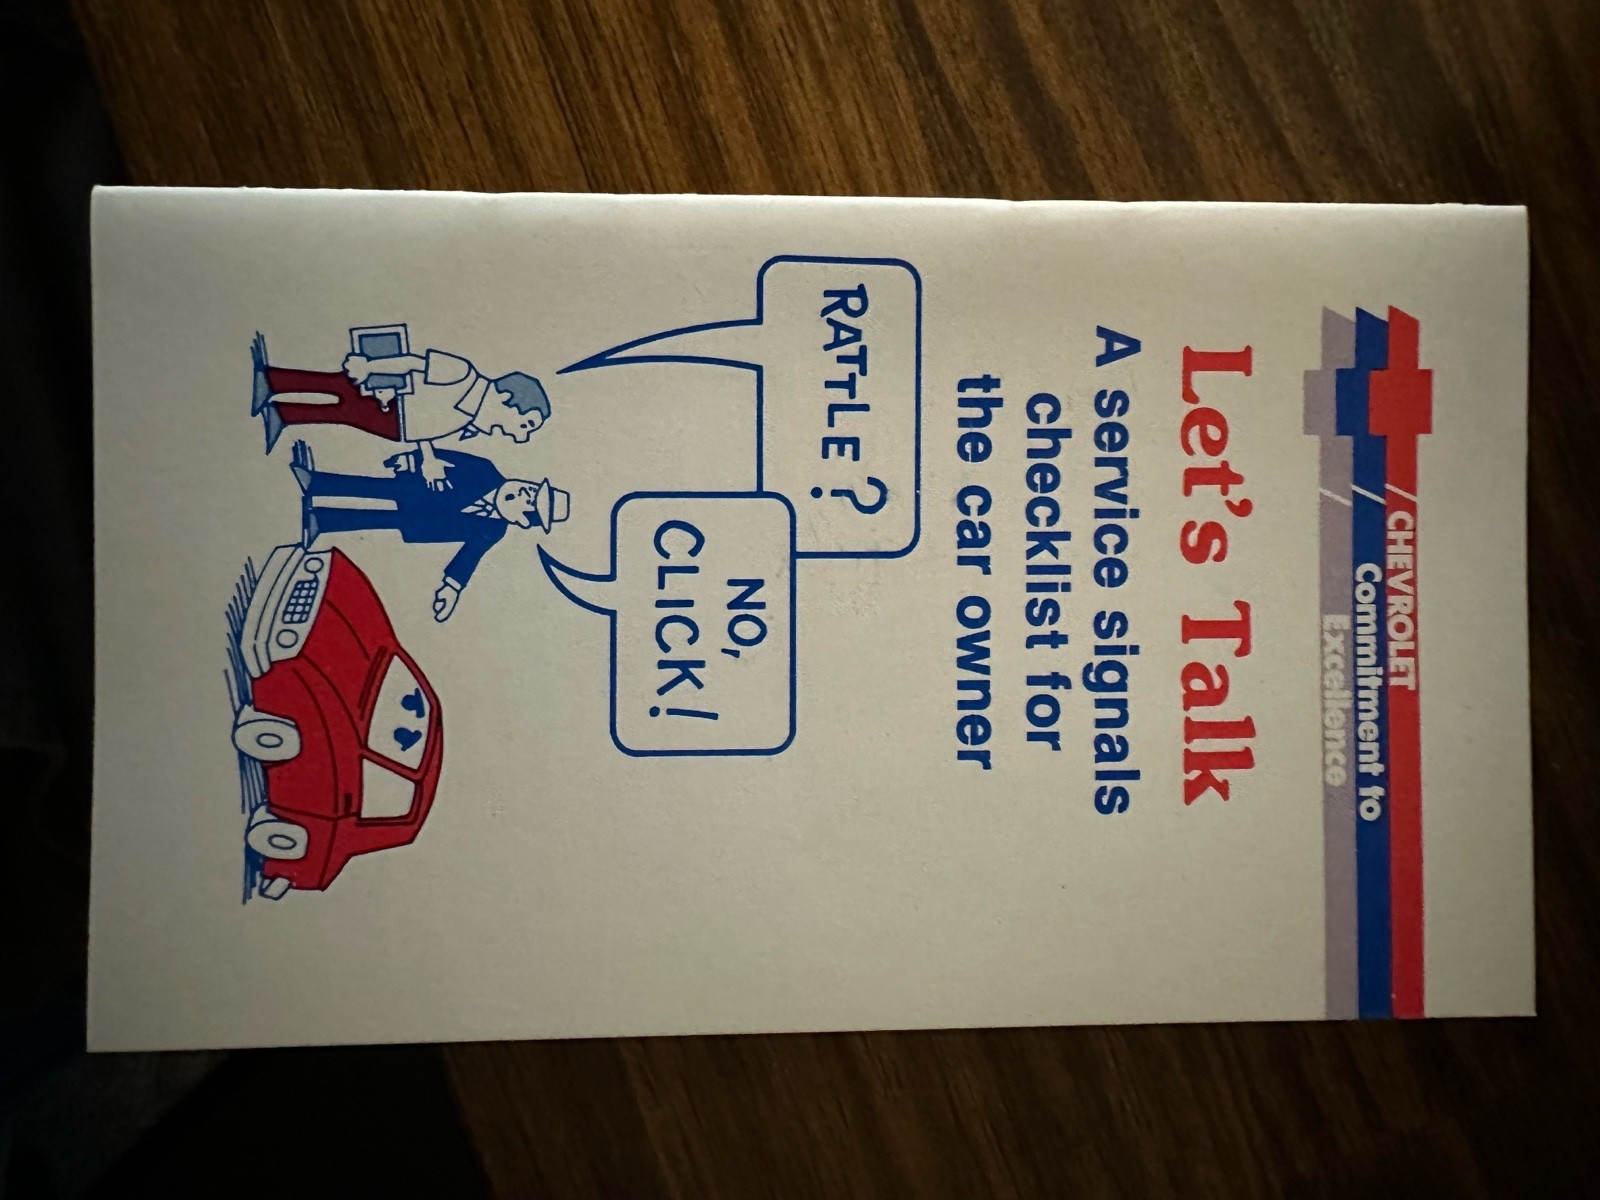 CHEVROLET
Commitment to
Excellence
Let's Talk
A service signals
checklist for
the car owner
RATTLE?
NO,
CLICK!